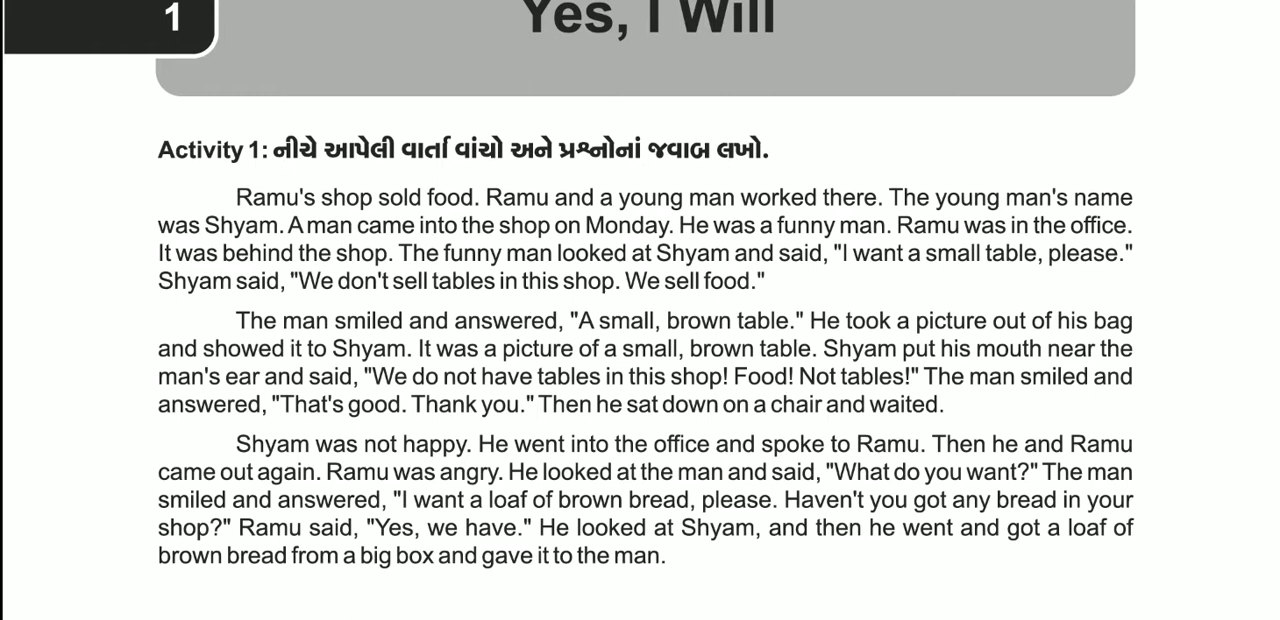 1
Yes, I Will
Activity 1: નીચે આપેલી વાર્તા વાંચો અને પ્રશ્નોનાં જવાબ લખો.
Ramu's shop sold food. Ramu and a young man worked there. The young man's name
was Shyam. A man came into the shop on Monday. He was a funny man. Ramu was in the office.
It was behind the shop. The funny man looked at Shyam and said, "I want a small table, please."
Shyam said, "We don't sell tables in this shop. We sell food."
The man smiled and answered, "A small, brown table." He took a picture out of his bag
and showed it to Shyam. It was a picture of a small, brown table. Shyam put his mouth near the
man's ear and said, "We do not have tables in this shop! Food! Not tables!" The man smiled and
answered, "That's good. Thank you." Then he sat down on a chair and waited.
Shyam was not happy. He went into the office and spoke to Ramu. Then he and Ramu
came out again. Ramu was angry. He looked at the man and said, "What do you want?" The man
smiled and answered, "I want a loaf of brown bread, please. Haven't you got any bread in your
shop?" Ramu said, "Yes, we have." He looked at Shyam, and then he went and got a loaf of
brown bread from a big box and gave it to the man.